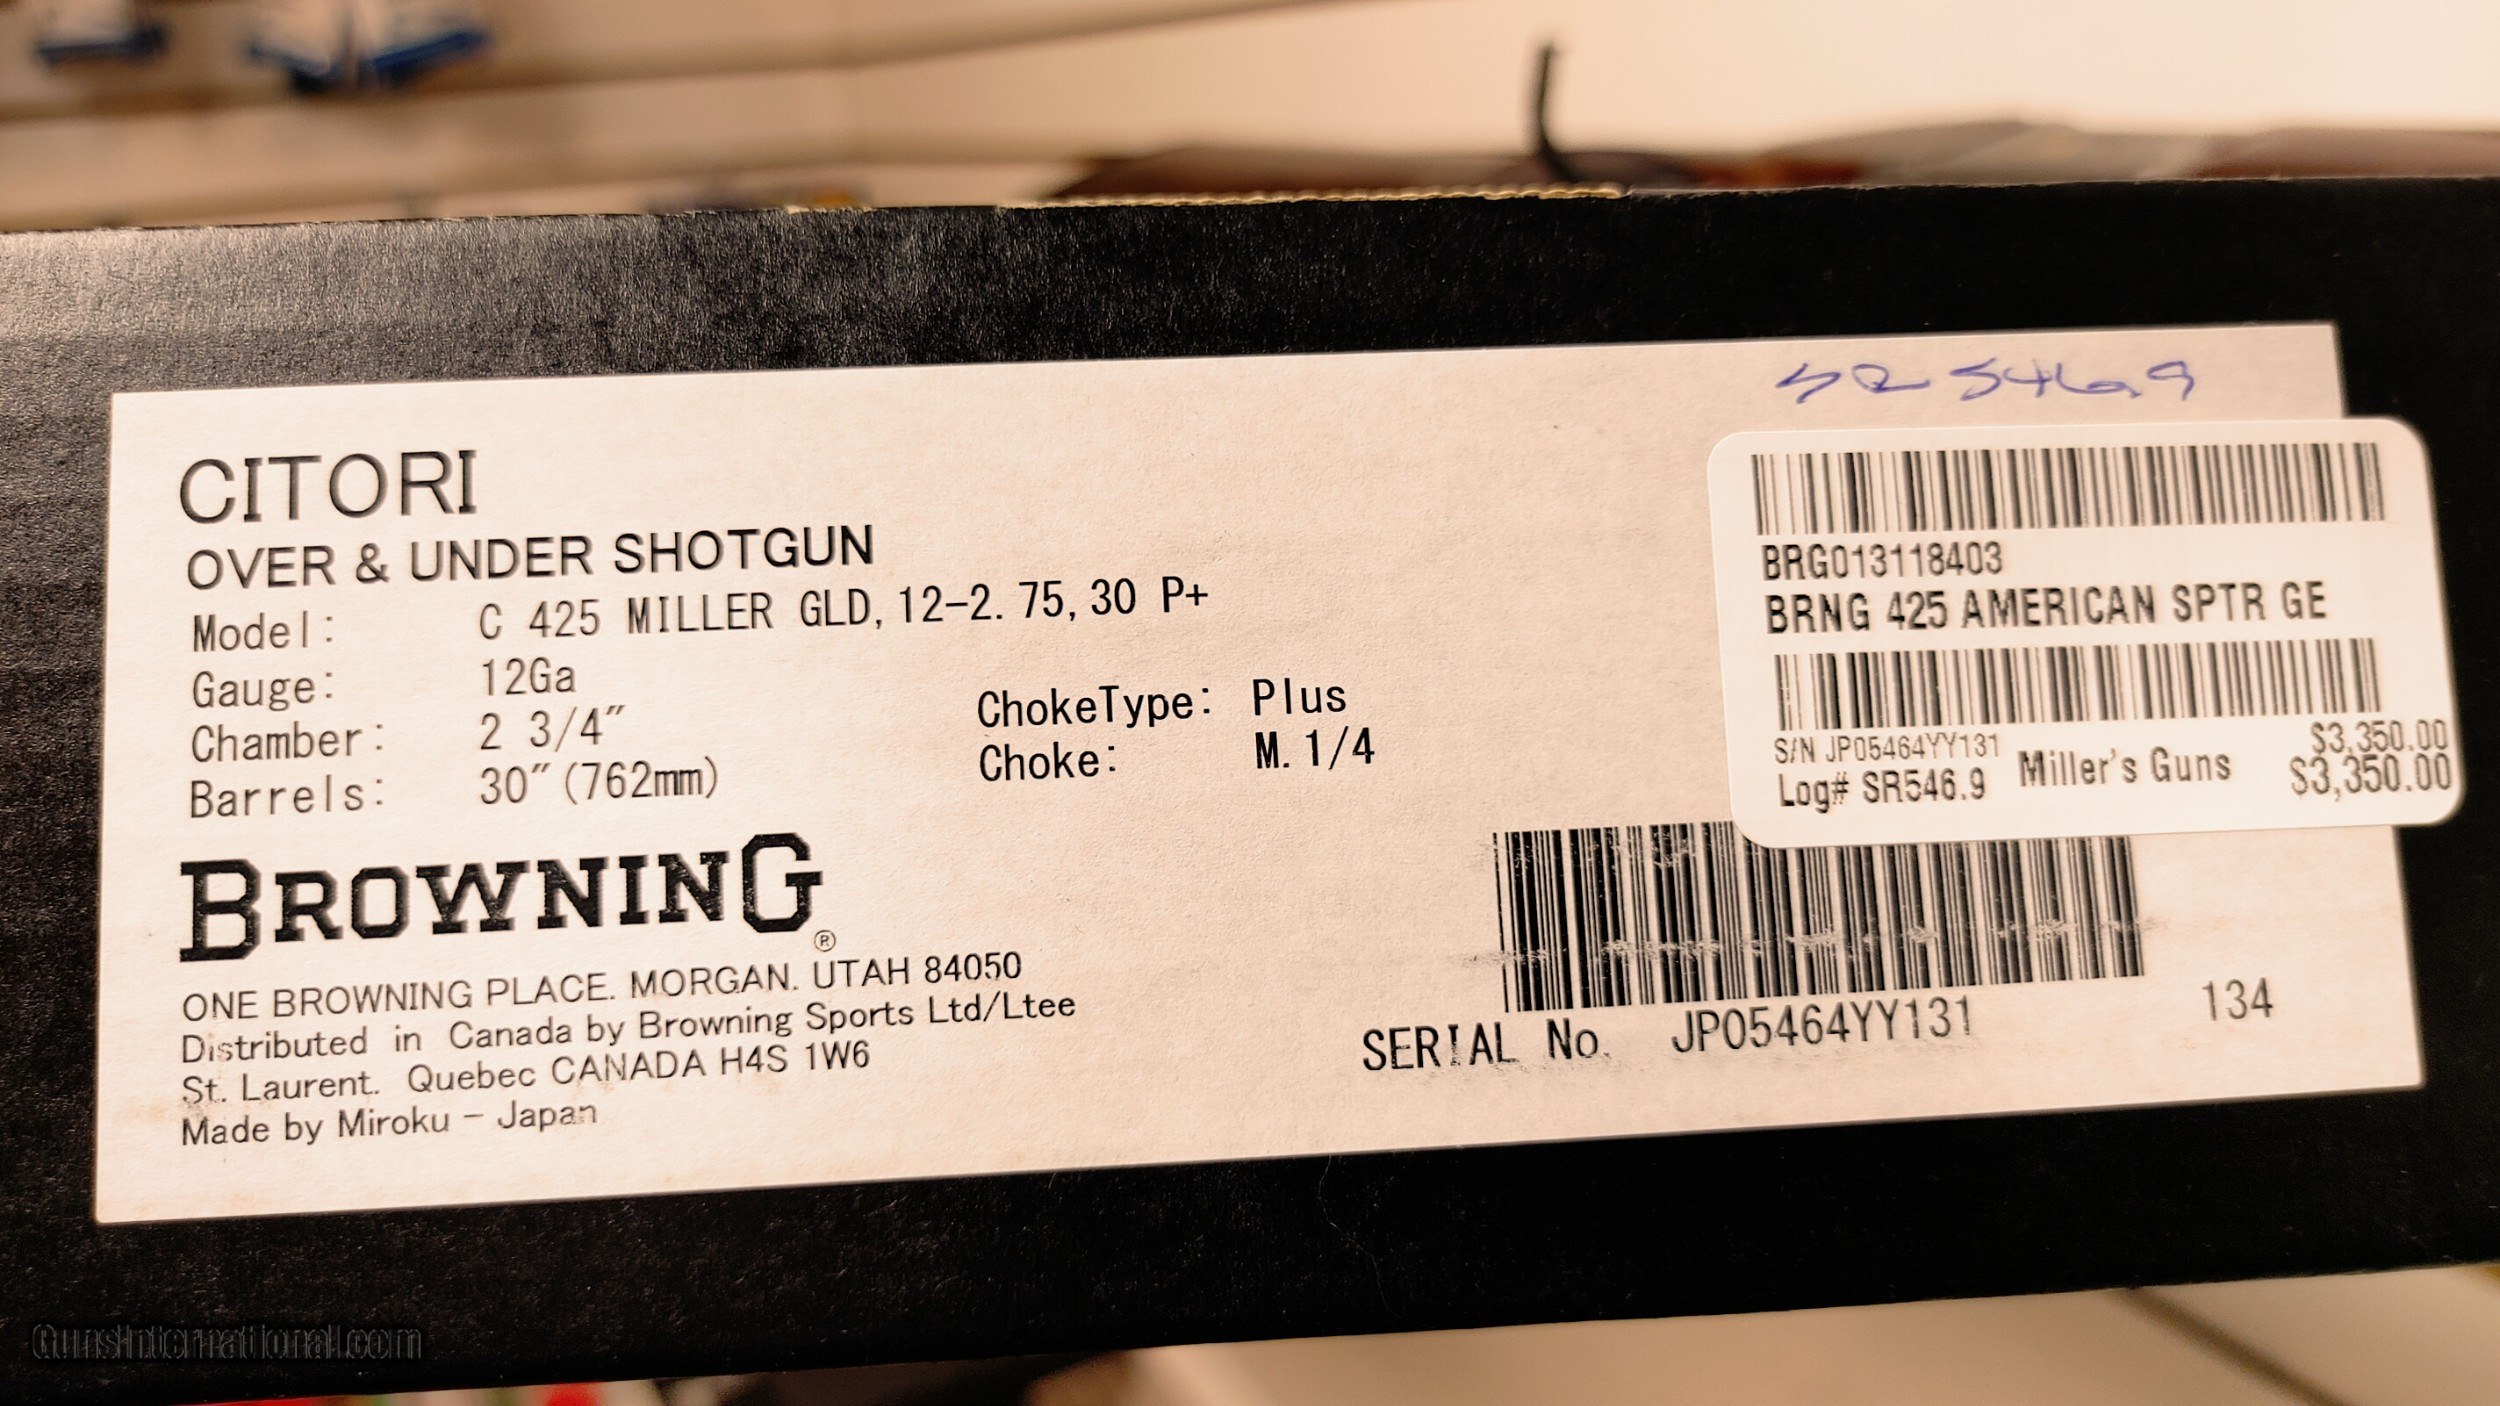 SR 546.9
CITORI
OVER & UNDER SHOTGUN
Model: C 425 MILLER GLD, 12-2. 75, 30 P+
Gauge: 12Ga
Chamber: 2 3/4"
Barrels: 30"(762mm)
ChokeType: Plus
Choke: M. 1/4
BROWNING®
ONE BROWNING PLACE. MORGAN. UTAH 84050
Distributed in Canada by Browning Sports Ltd/Ltee
St. Laurent. Quebec CANADA H4S 1W6
Made by Miroku - Japan
BRG013118403
BRNG 425 AMERICAN SPTR GE
S/N JP05464YY131
$3,350.00
Log# SR546.9 Miller's Guns $3,350.00
SERIAL No. JP05464YY131
134
GunsInternational.com